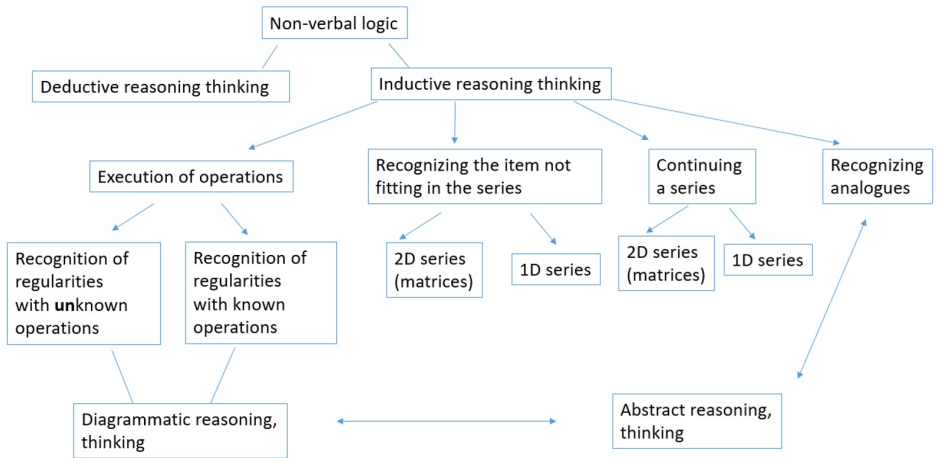 Non-verbal logic
Deductive reasoning thinking
Inductive reasoning thinking
Execution of operations
Recognizing the item not
fitting in the series
Continuing
a series
Recognizing
analogues
Recognition of
regularities
with unknown
operations
Recognition of
regularities
with known
operations
2D series
(matrices)
1D series
2D series
(matrices)
1D series
Diagrammatic reasoning,
thinking
Abstract reasoning,
thinking